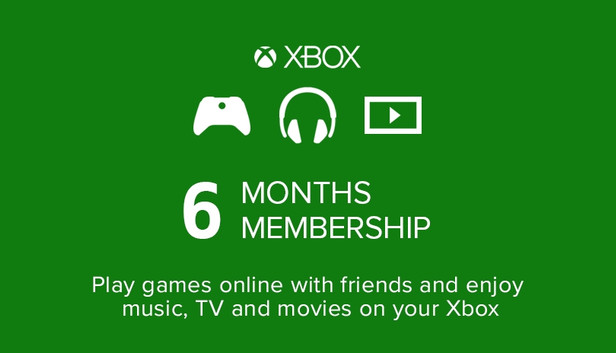 XBOX
6 MONTHS
MEMBERSHIP
Play games online with friends and enjoy
music, TV and movies on your Xbox